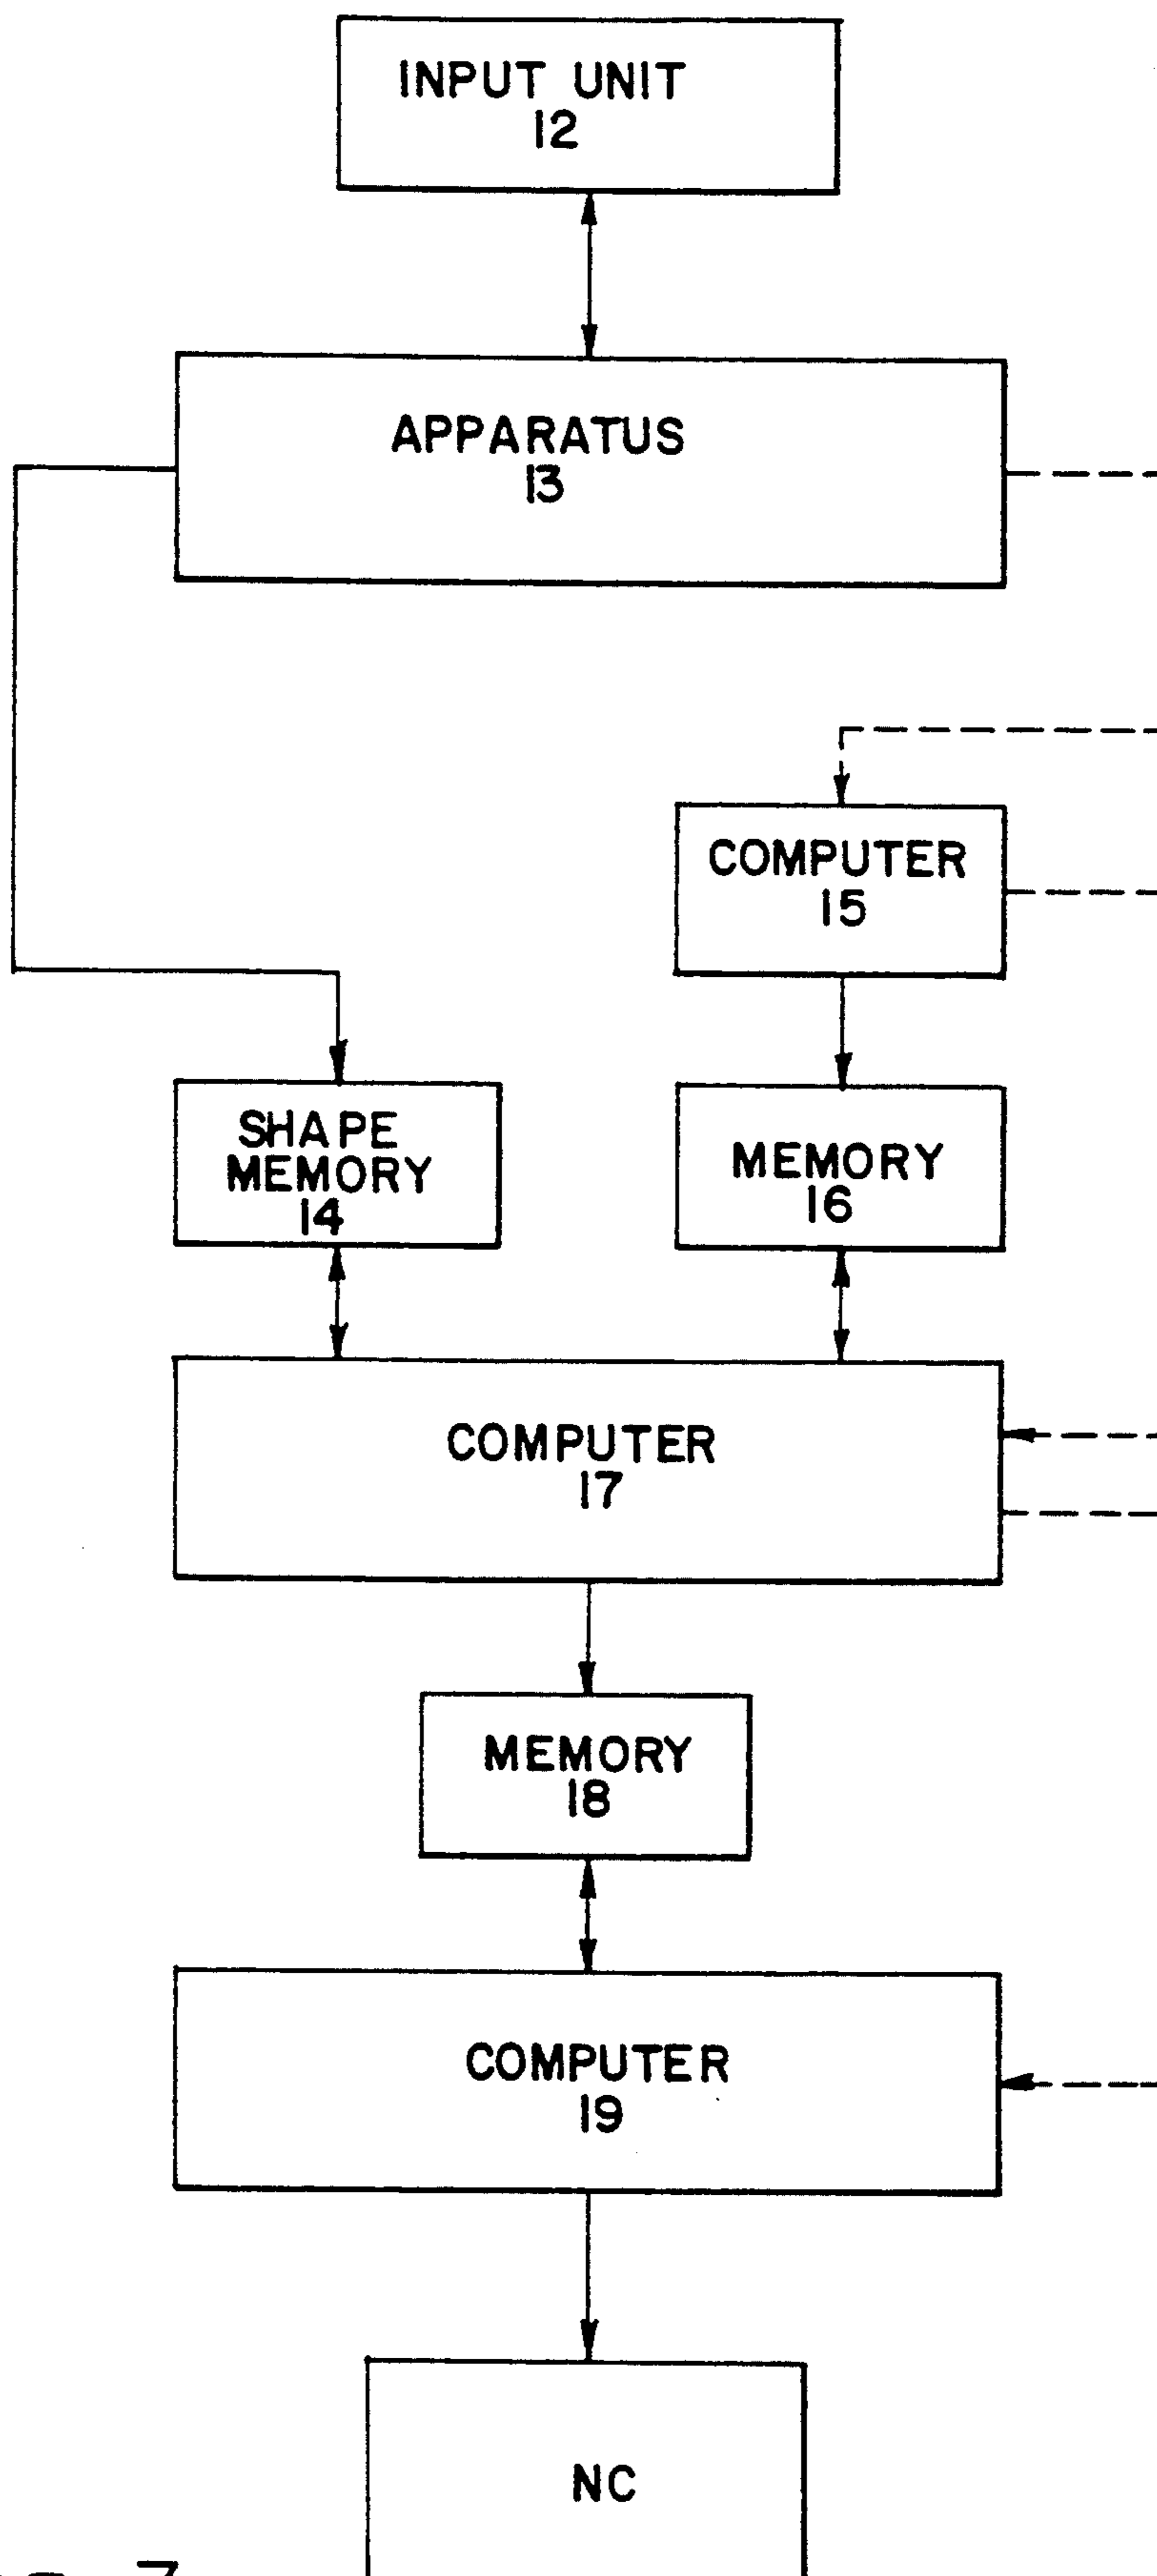 INPUT UNIT
12
APPARATUS
13
COMPUTER
15
SHAPE
MEMORY
14
MEMORY
16
COMPUTER
17
MEMORY
18
COMPUTER
19
NC